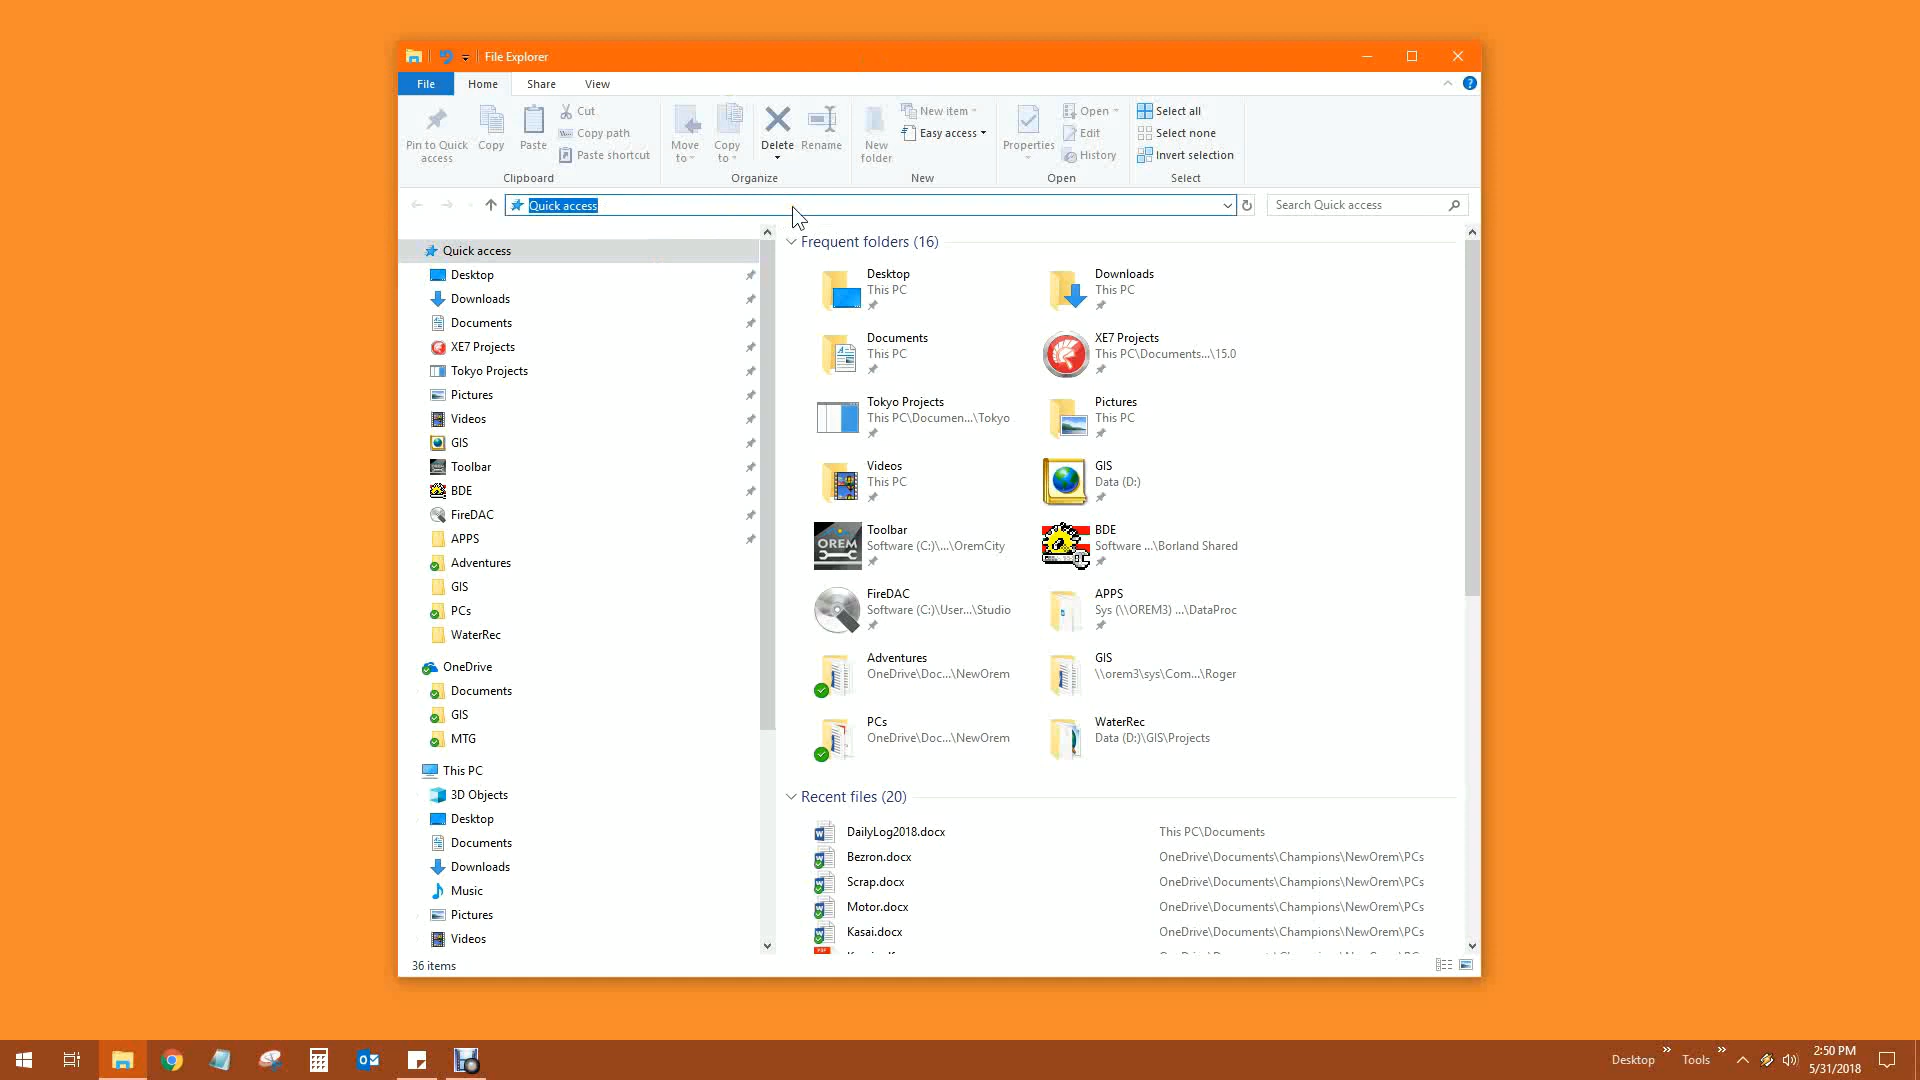 File Explorer
File
Home
Share
View
Pin to Quick access
Copy
Paste
Cut
Copy path
Paste shortcut
Clipboard
Move to
Copy to
Delete
Rename
Organize
New folder
New item
Easy access
New
Properties
Open
Edit
History
Open
Select all
Select none
Invert selection
Select
Quick access
Search Quick access
Quick access
Desktop
Downloads
Documents
XE7 Projects
Tokyo Projects
Pictures
Videos
GIS
Toolbar
BDE
FireDAC
APPS
Adventures
GIS
PCs
WaterRec
OneDrive
Documents
GIS
MTG
This PC
3D Objects
Desktop
Documents
Downloads
Music
Pictures
Videos
Frequent folders (16)
Desktop
This PC
Downloads
This PC
Documents
This PC
XE7 Projects
This PC\Documents...\15.0
Tokyo Projects
This PC\Documen...\Tokyo
Pictures
This PC
Videos
This PC
GIS
Data (D:)
OREM
Toolbar
Software (C:)\...\OremCity
BDE
Software ...\Borland Shared
FireDAC
Software (C:)\User...\Studio
APPS
Sys (\\OREM3) ...\DataProc
Adventures
OneDrive\Doc...\NewOrem
GIS
\\orem3\sys\Com...\Roger
PCs
OneDrive\Doc...\NewOrem
WaterRec
Data (D:)\GIS\Projects
Recent files (20)
DailyLog2018.docx This PC\Documents
Bezron.docx OneDrive\Documents\Champions\NewOrem\PCs
Scrap.docx OneDrive\Documents\Champions\NewOrem\PCs
Motor.docx OneDrive\Documents\Champions\NewOrem\PCs
Kasai.docx OneDrive\Documents\Champions\NewOrem\PCs
36 items
Desktop
Tools
2:50 PM
5/31/2018